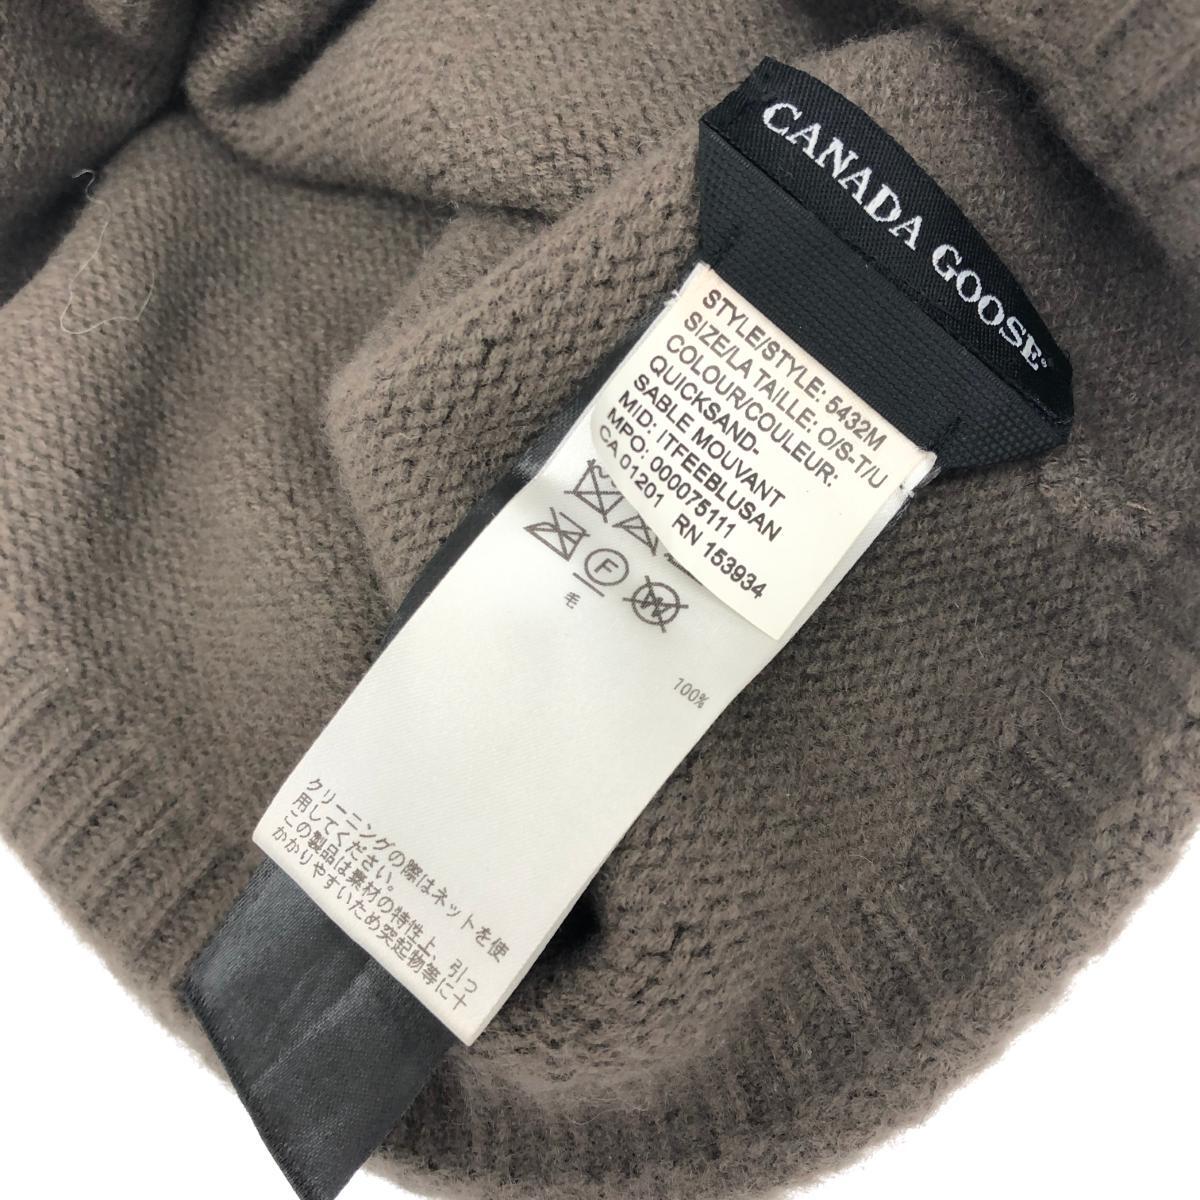 CANADA GOOSE
STYLE/STYLE: 5432M
SIZE/LA TAILLE: O/S-T/U
COLOUR/COULEUR:
QUICKSAND-
SABLE MOUVANT
MID: ITFEEBLUSAN
MPO: 000075111
CA 01201 RN 153934
F
W
毛
100%
クリーニングの際はネットを使
用してください。
この製品は素材の特性上、引っ
かかりやすいため突起物等に十